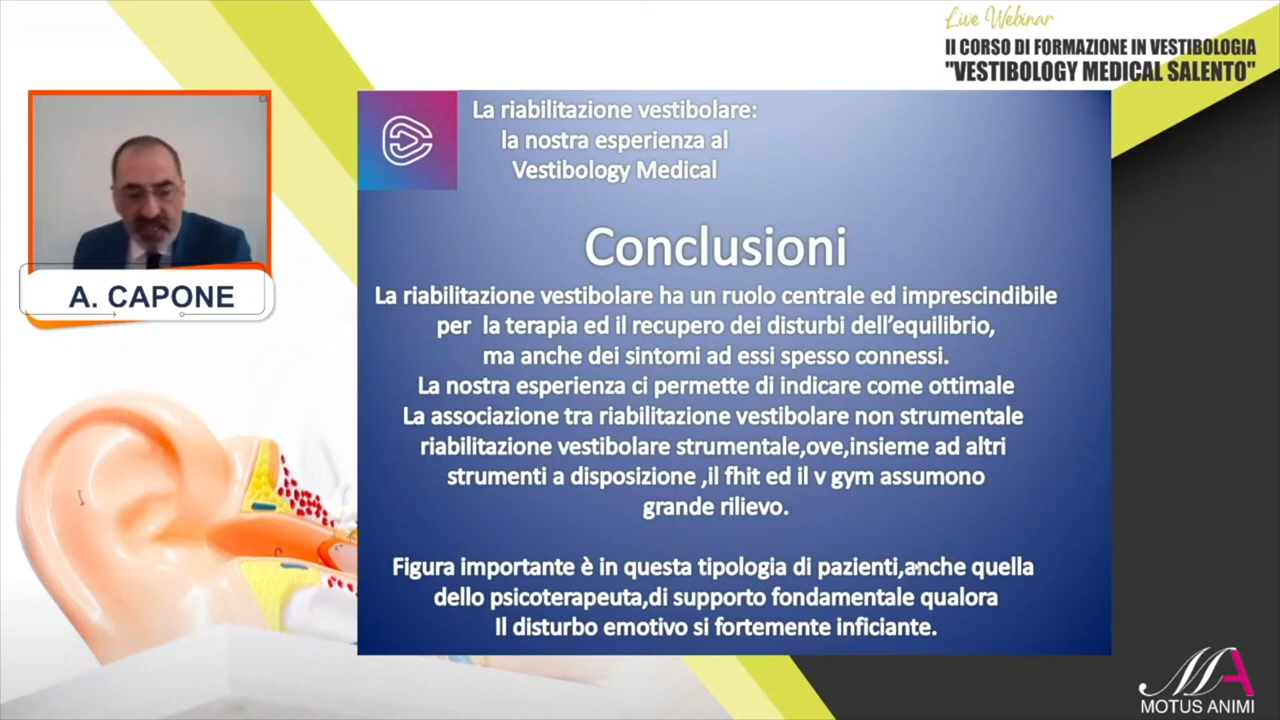 Live Webinar
II CORSO DI FORMAZIONE IN VESTIBOLOGIA
"VESTIBOLOGY MEDICAL SALENTO"
A. CAPONE
La riabilitazione vestibolare:
la nostra esperienza al
Vestibology Medical
Conclusioni
La riabilitazione vestibolare ha un ruolo centrale ed imprescindibile
per la terapia ed il recupero dei disturbi dell'equilibrio,
ma anche dei sintomi ad essi spesso connessi.
La nostra esperienza ci permette di indicare come ottimale
La associazione tra riabilitazione vestibolare non strumentale
riabilitazione vestibolare strumentale,ove,insieme ad altri
strumenti a disposizione ,il fhit ed il v gym assumono
grande rilievo.
Figura importante è in questa tipologia di pazienti,anche quella
dello psicoterapeuta,di supporto fondamentale qualora
Il disturbo emotivo si fortemente inficiante.
MA
MOTUS ANIMI